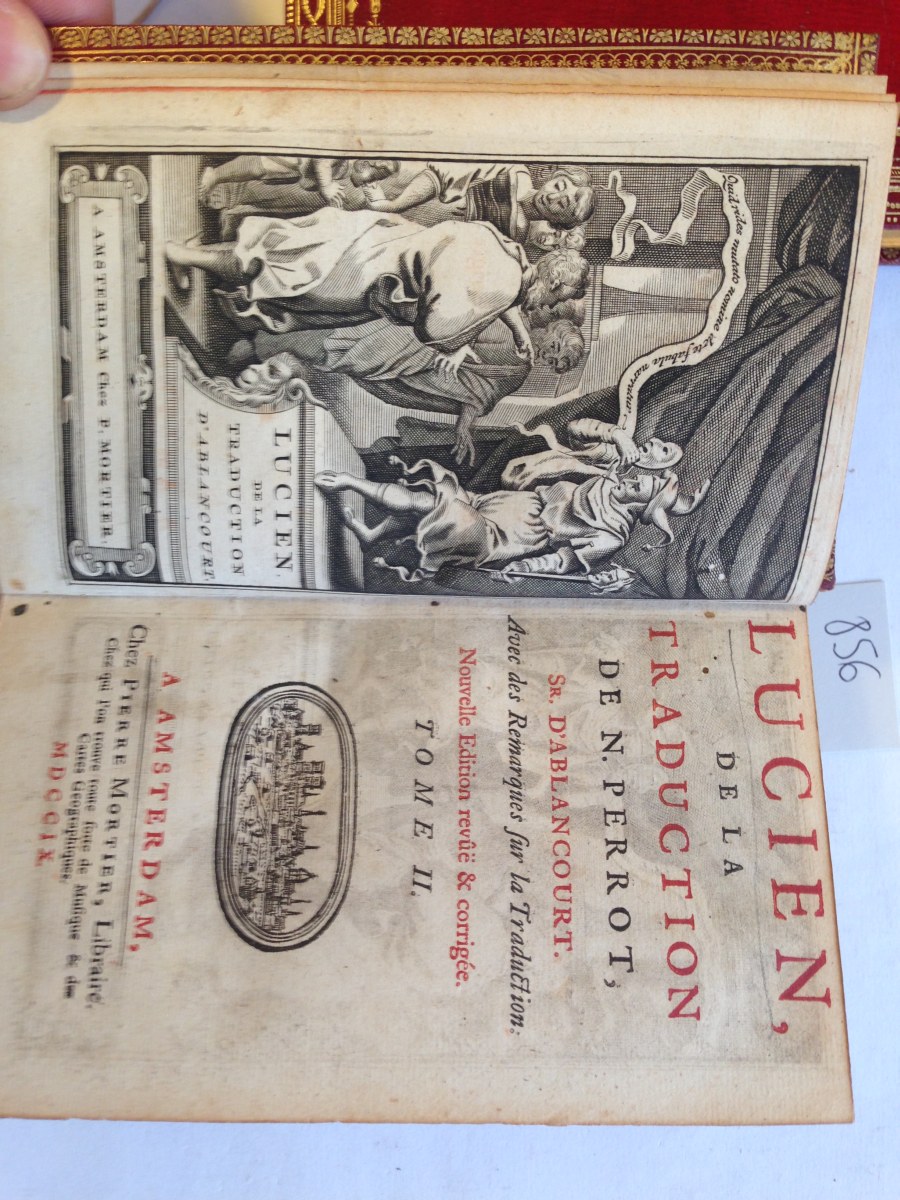 Quid rides mutato nomine de te fabula narratur.
LUCIEN,
DE LA
TRADUCTION
D'ABLANCOURT.
A AMSTERDAM Chez P. MORTIER,
LUCIEN,
DE LA
TRADUCTION
DE N. PERROT,
SR. D'ABLANCOURT.
Avec des Remarques sur la Traduction:
Nouvelle Edition revûë & corrigée.
TOME II.
A AMSTERDAM,
Chez PIERRE MORTIER, Libraire,
Chez qui l'on trouve toute sorte de Musique & des
Cartes Geographiques,
MDCCIX.
856